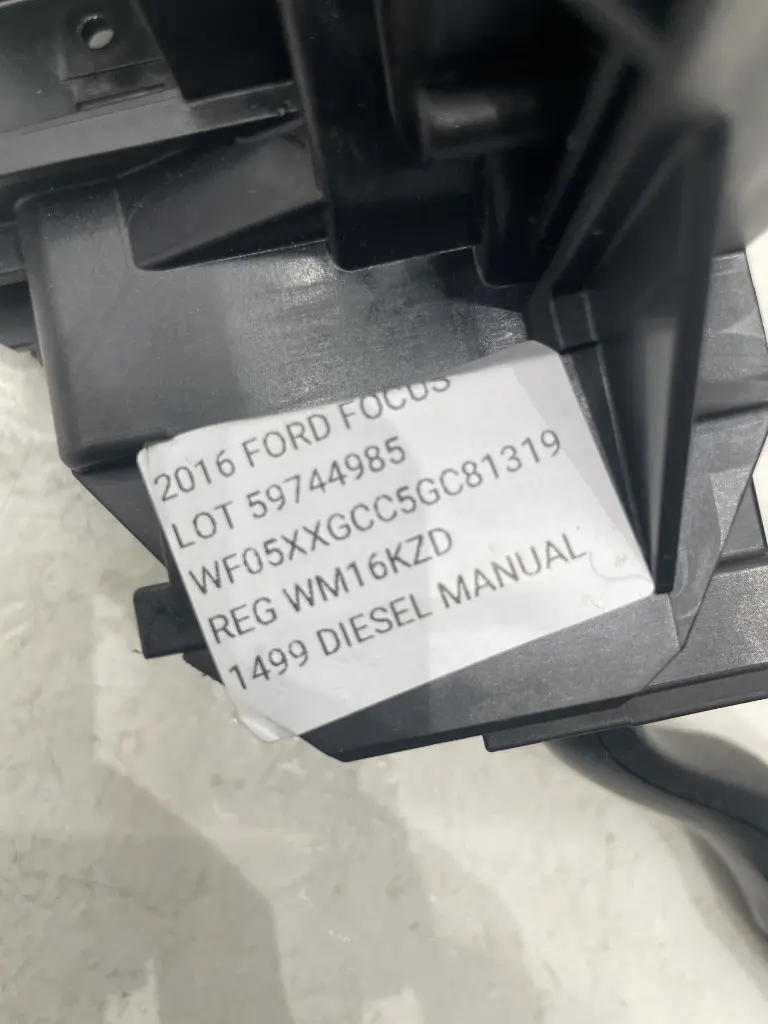 2016 FORD FOCUS
LOT 59744985
WF05XXGCC5GC81319
REG WM16KZD
1499 DIESEL MANUAL